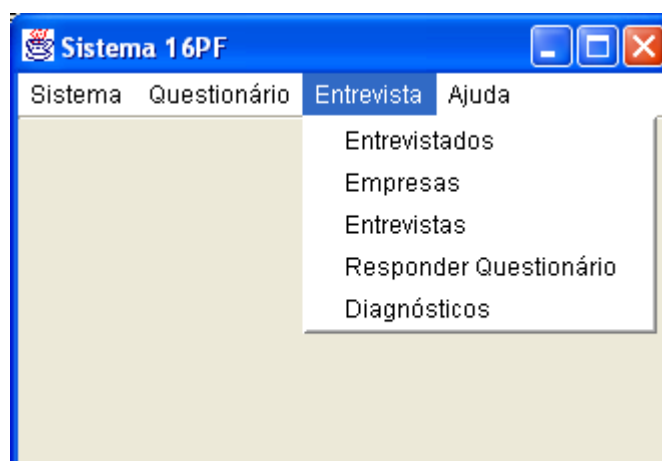 Sistema 16PF
Sistema Questionário Entrevista Ajuda
Entrevistados
Empresas
Entrevistas
Responder Questionário
Diagnósticos